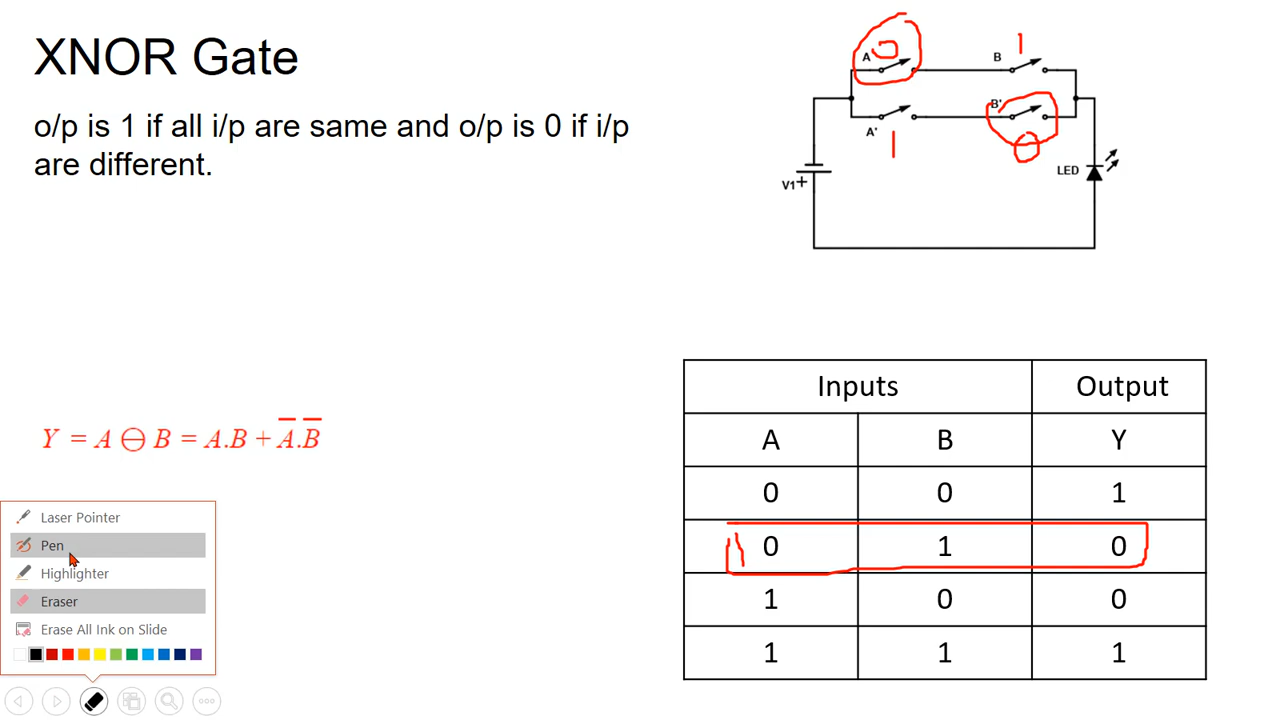 XNOR Gate
o/p is 1 if all i/p are same and o/p is 0 if i/p
are different.
A 0 B 1
A' 1 B' 0
V1+
LED
Y = A ⊖ B = A.B + A̅.B̅
Inputs Output
A B Y
0 0 1
0 1 0
1 0 0
1 1 1
Laser Pointer
Pen
Highlighter
Eraser
Erase All Ink on Slide